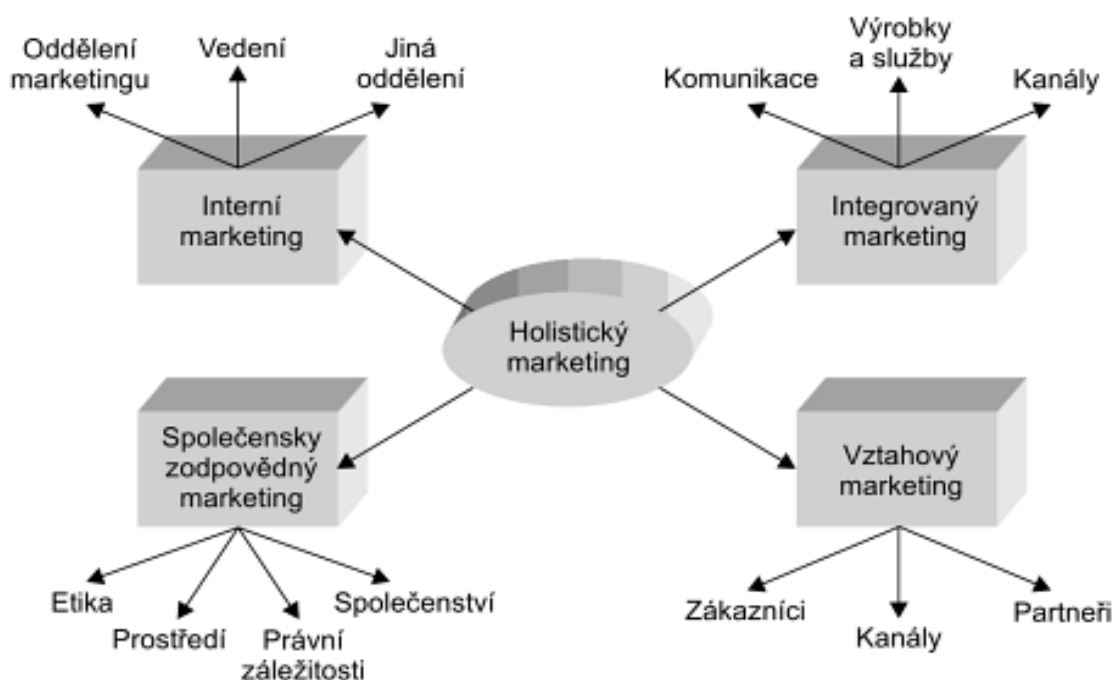 Oddělení
marketingu
Vedení
Jiná
oddělení
Interní
marketing
Komunikace
Výrobky
a služby
Kanály
Integrovaný
marketing
Holistický
marketing
Společensky
zodpovědný
marketing
Etika
Prostředí
Právní
záležitosti
Společenství
Vztahový
marketing
Zákazníci
Kanály
Partneři